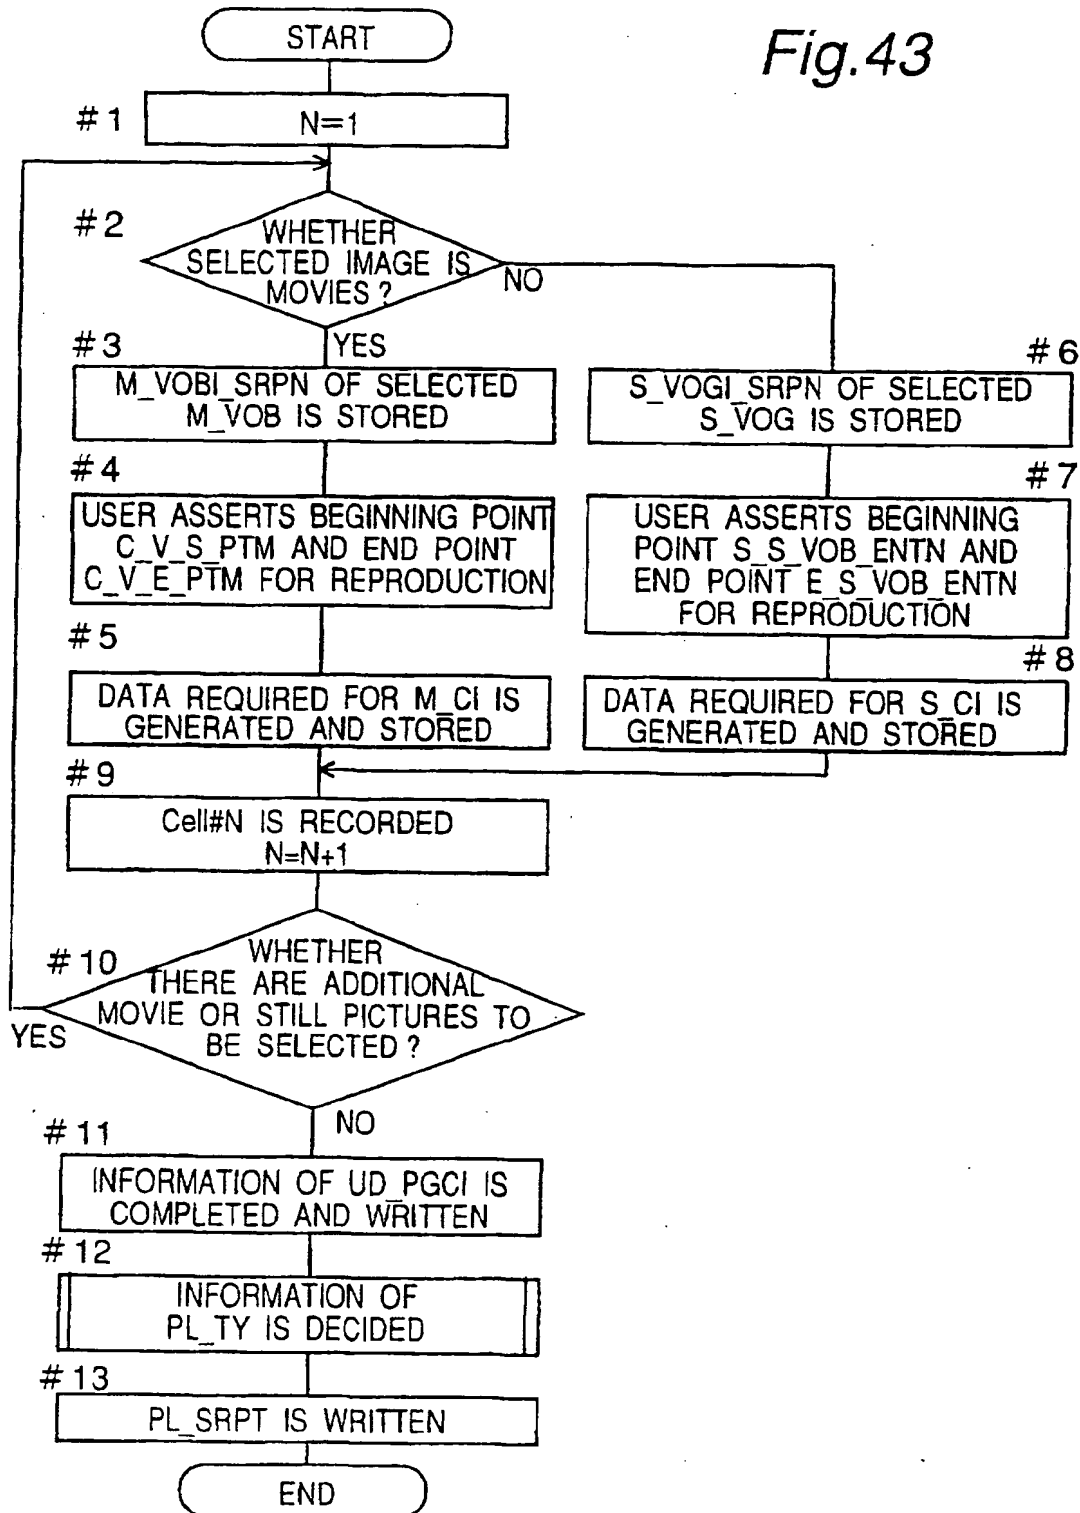 START
Fig.43
#1
N=1
#2
WHETHER
SELECTED IMAGE IS
MOVIES?
NO
YES
#3
M_VOBI_SRPN OF SELECTED
M_VOB IS STORED
#6
S_VOGI_SRPN OF SELECTED
S_VOG IS STORED
#4
USER ASSERTS BEGINNING POINT
C_V_S_PTM AND END POINT
C_V_E_PTM FOR REPRODUCTION
#7
USER ASSERTS BEGINNING
POINT S_S_VOB_ENTN AND
END POINT E_S_VOB_ENTN
FOR REPRODUCTION
#5
DATA REQUIRED FOR M_CI IS
GENERATED AND STORED
#8
DATA REQUIRED FOR S_CI IS
GENERATED AND STORED
#9
Cell#N IS RECORDED
N=N+1
#10
WHETHER
THERE ARE ADDITIONAL
MOVIE OR STILL PICTURES TO
BE SELECTED?
YES
NO
#11
INFORMATION OF UD_PGCI IS
COMPLETED AND WRITTEN
#12
INFORMATION OF
PL_TY IS DECIDED
#13
PL_SRPT IS WRITTEN
END